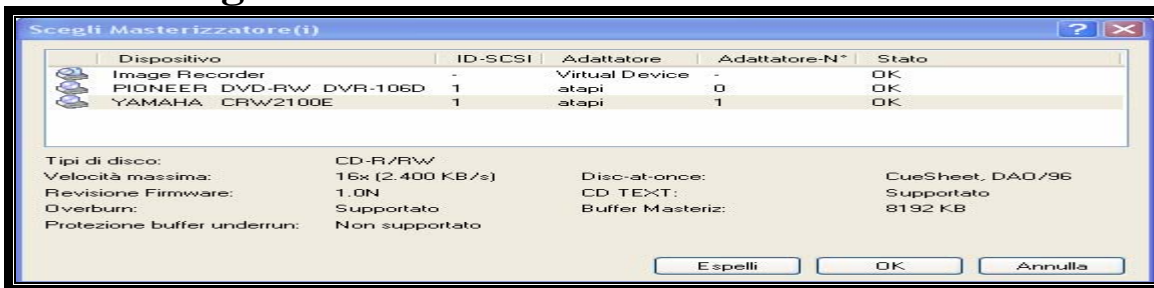 Scegli Masterizzatore(i)
Dispositivo ID-SCSI Adattatore Adattatore-N° Stato
Image Recorder - Virtual Device - OK
PIONEER DVD-RW DVR-106D 1 atapi 0 OK
YAMAHA CRW2100E 1 atapi 1 OK
Tipi di disco: CD-R/RW
Velocità massima: 16x (2.400 KB/s) Disc-at-once: CueSheet, DAO/96
Revisione Firmware: 1.0N CD TEXT: Supportato
Overburn: Supportato Buffer Masteriz: 8192 KB
Protezione buffer underrun: Non supportato
Espelli OK Annulla